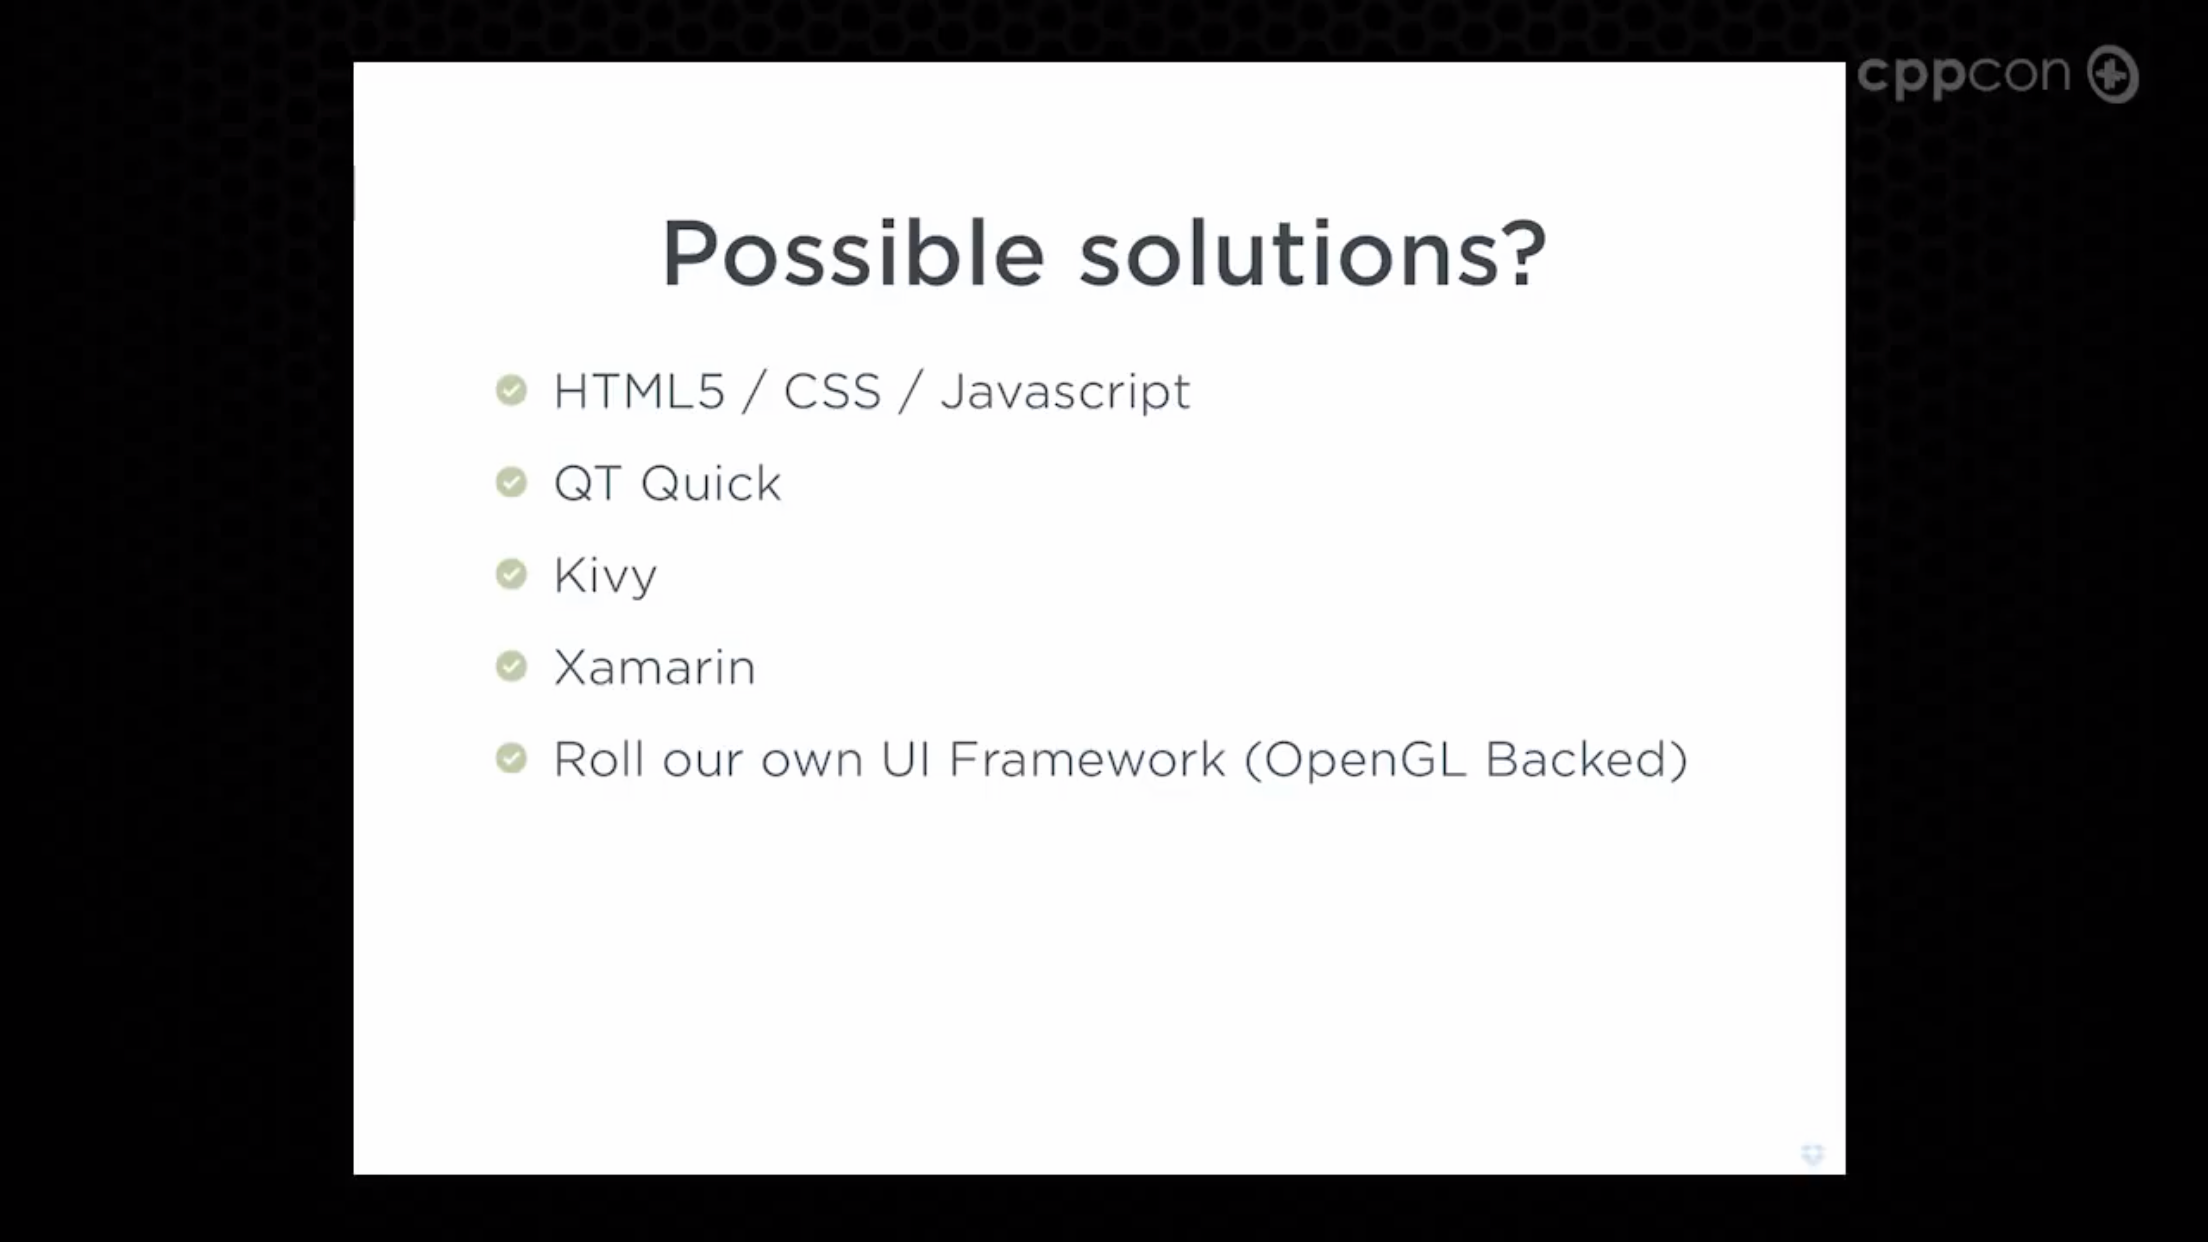 cppcon
Possible solutions?
HTML5 / CSS / Javascript
QT Quick
Kivy
Xamarin
Roll our own UI Framework (OpenGL Backed)